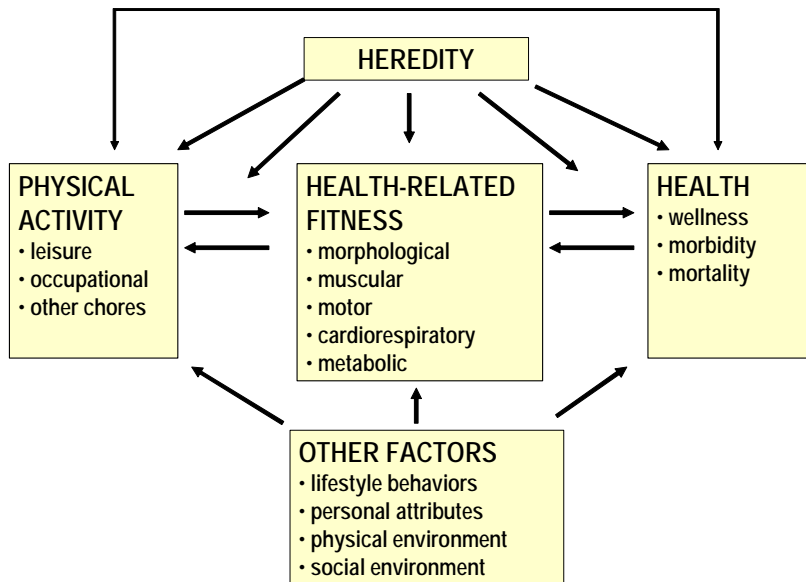 HEREDITY
PHYSICAL
ACTIVITY
• leisure
• occupational
• other chores
HEALTH-RELATED
FITNESS
• morphological
• muscular
• motor
• cardiorespiratory
• metabolic
HEALTH
• wellness
• morbidity
• mortality
OTHER FACTORS
• lifestyle behaviors
• personal attributes
• physical environment
• social environment